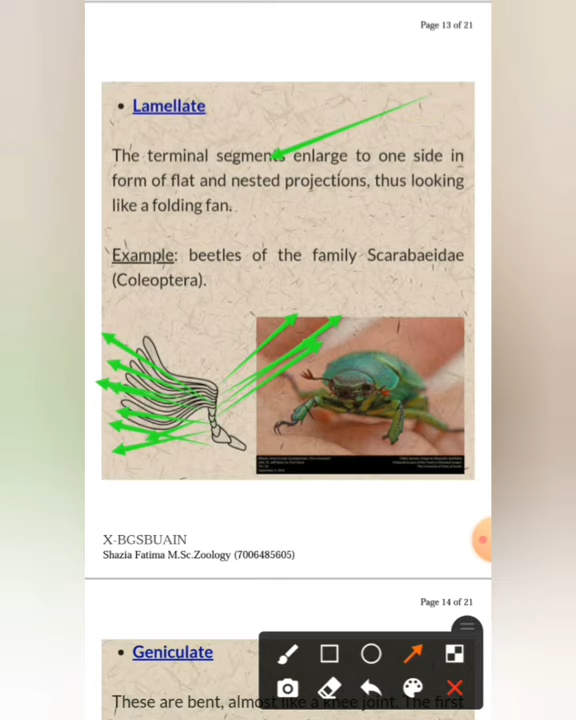 Page 13 of 21
• Lamellate
The terminal segments enlarge to one side in
form of flat and nested projections, thus looking
like a folding fan.
Example: beetles of the family Scarabaeidae
(Coleoptera).
X-BGSBUAIN
Shazia Fatima M.Sc.Zoology (7006485605)
Page 14 of 21
• Geniculate
These are bent, almost like a knee joint. The first